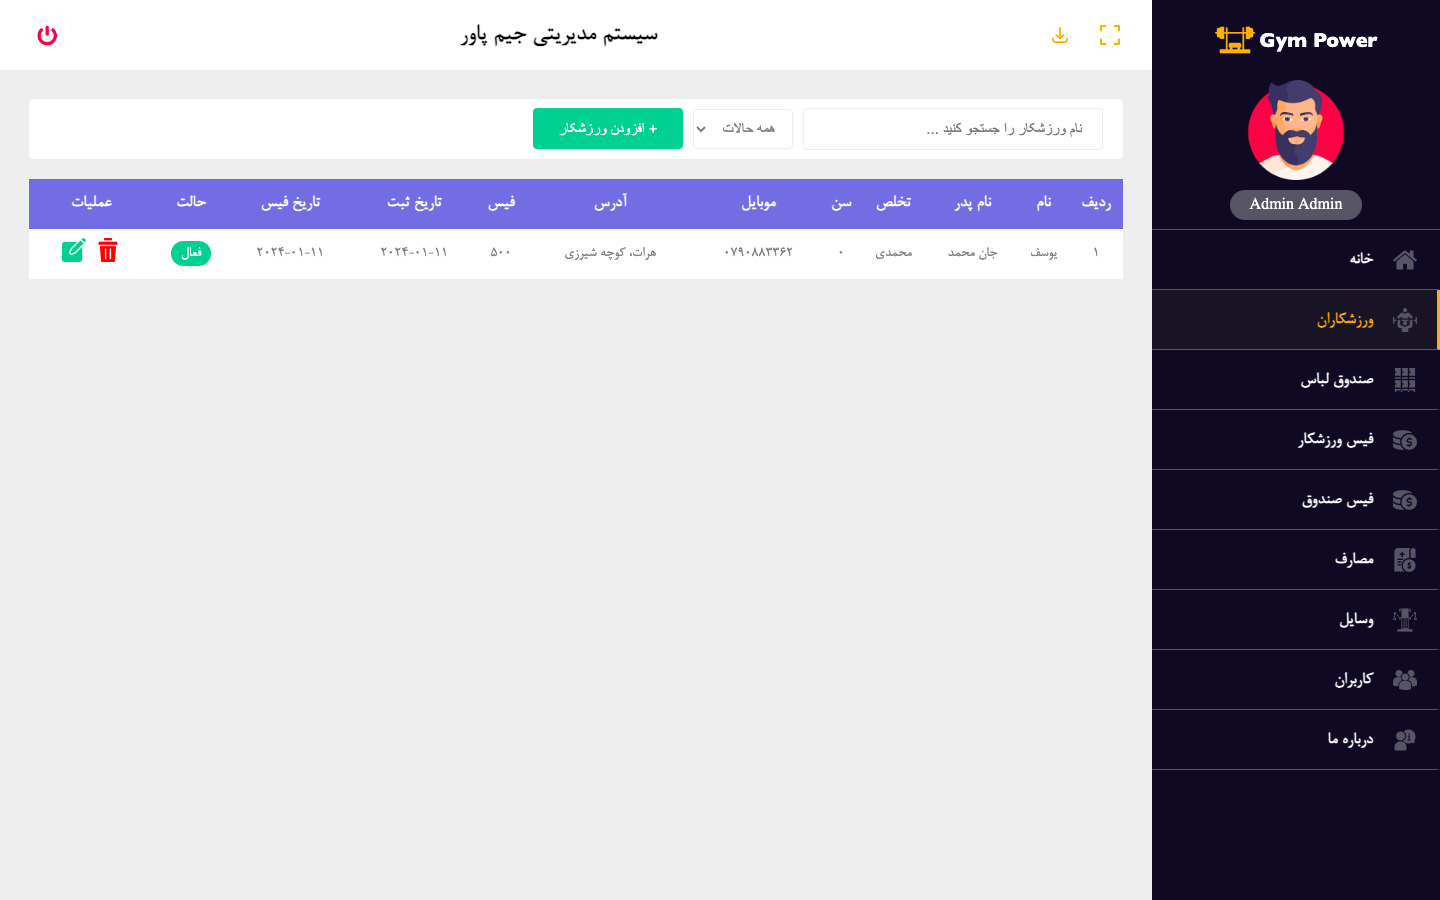 سیستم مدیریتی جیم پاور
Gym Power
Admin Admin
خانه
ورزشکاران
صندوق لباس
فیس ورزشکار
فیس صندوق
مصارف
وسایل
کاربران
درباره ما
نام ورزشکار را جستجو کنید ...
همه حالات
+ افزودن ورزشکار
ردیف نام نام پدر تخلص سن موبایل آدرس فیس تاریخ ثبت تاریخ فیس حالت عملیات
۱ یوسف جان محمد محمدی ۰ ۰۷۹۰۸۸۳۳۶۲ هرات، کوچه شیرزی ۵۰۰ ۲۰۲۴-۰۱-۱۱ ۲۰۲۴-۰۱-۱۱ فعال